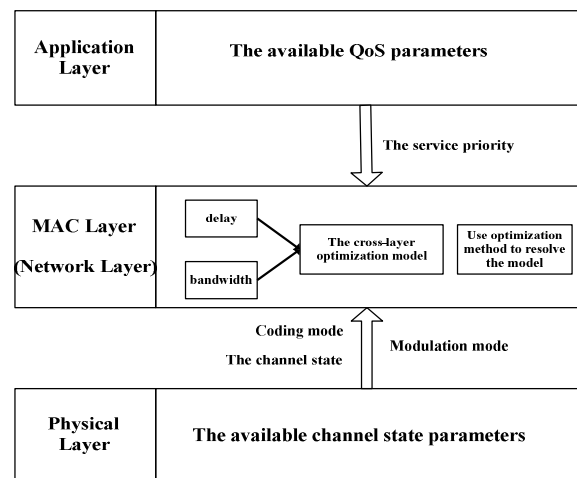 Application
Layer
The available QoS parameters
The service priority
MAC Layer
(Network Layer)
delay
bandwidth
The cross-layer
optimization model
Use optimization
method to resolve
the model
Coding mode
The channel state
Modulation mode
Physical
Layer
The available channel state parameters